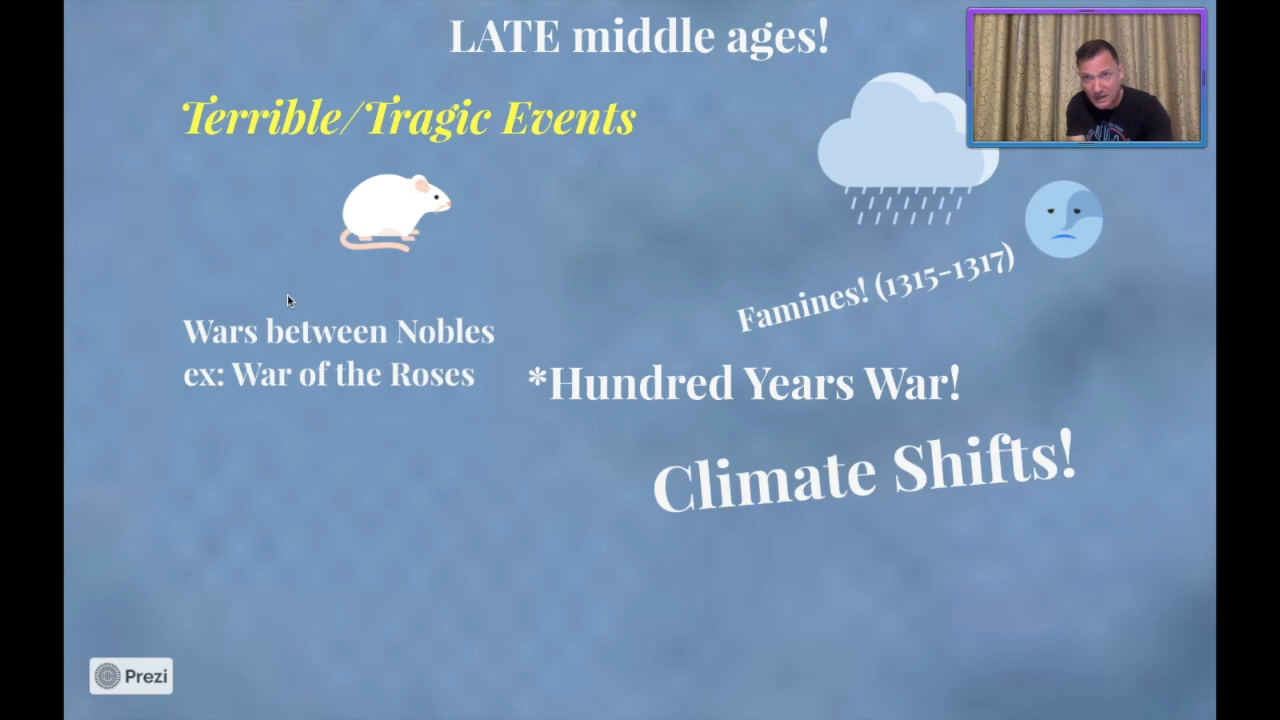 LATE middle ages!
Terrible/Tragic Events
Famines! (1315-1317)
Wars between Nobles
ex: War of the Roses
*Hundred Years War!
Climate Shifts!
Prezi